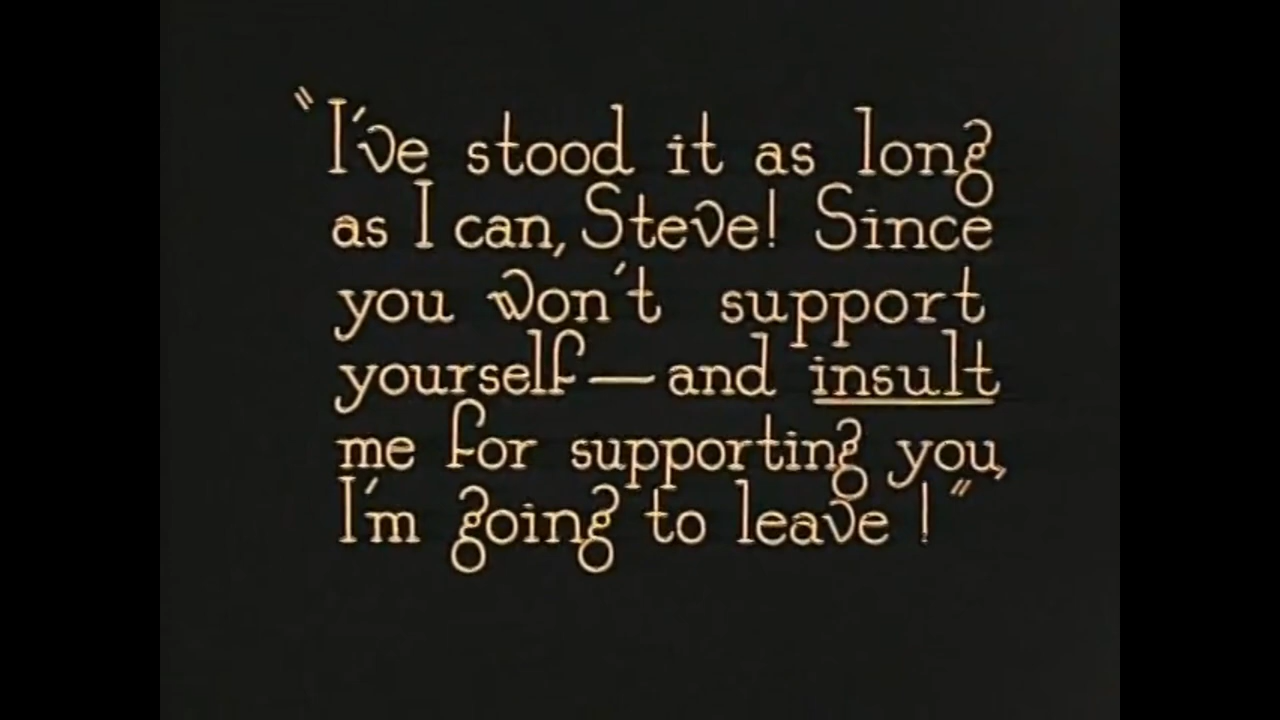 "I've stood it as long
as I can, Steve! Since
you won't support
yourself—and insult
me for supporting you,
I'm going to leave!"